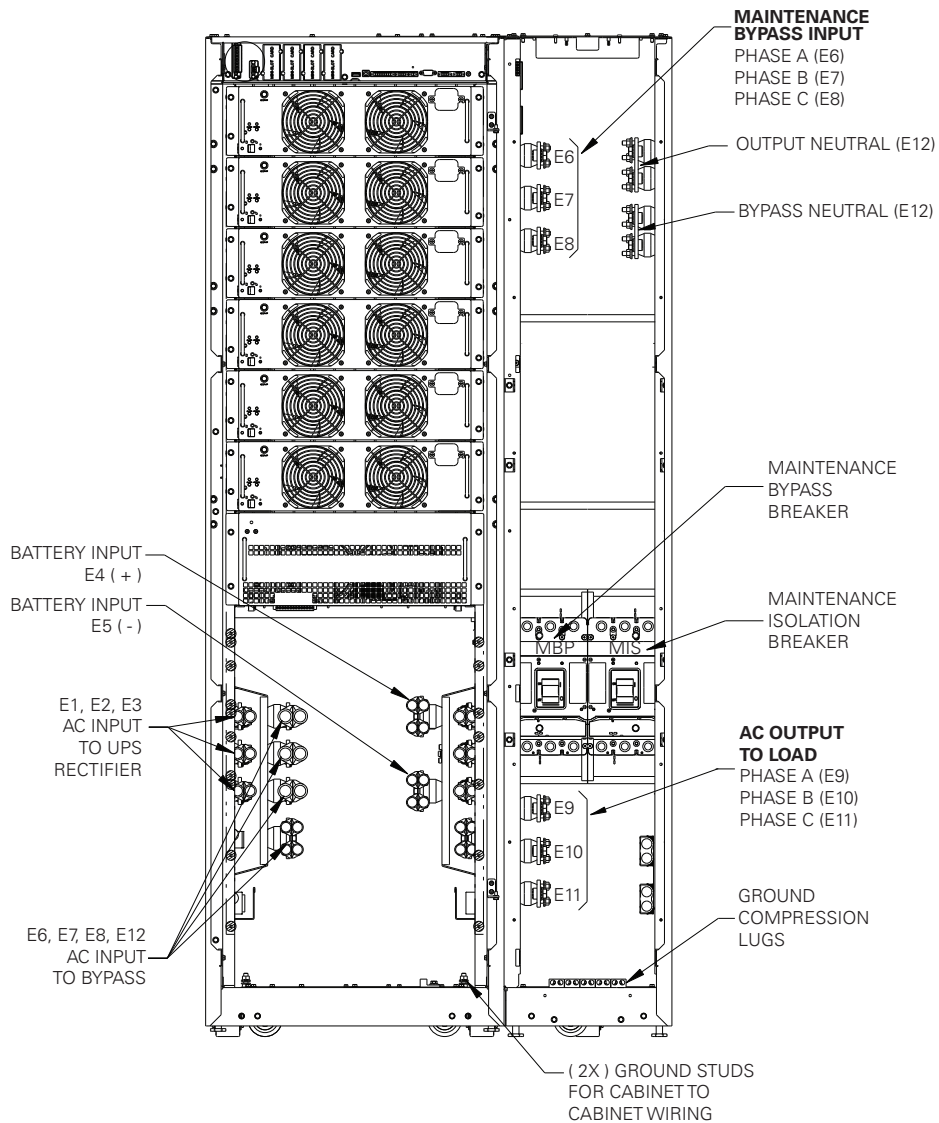 MAINTENANCE
BYPASS INPUT
PHASE A (E6)
PHASE B (E7)
PHASE C (E8)
E6
E7
E8
OUTPUT NEUTRAL (E12)
BYPASS NEUTRAL (E12)
MAINTENANCE
BYPASS
BREAKER
BATTERY INPUT
E4 ( + )
BATTERY INPUT
E5 ( - )
MAINTENANCE
ISOLATION
BREAKER
MBP
MIS
E1, E2, E3
AC INPUT
TO UPS
RECTIFIER
AC OUTPUT
TO LOAD
PHASE A (E9)
PHASE B (E10)
PHASE C (E11)
E9
E10
E11
GROUND
COMPRESSION
LUGS
E6, E7, E8, E12
AC INPUT
TO BYPASS
( 2X ) GROUND STUDS
FOR CABINET TO
CABINET WIRING